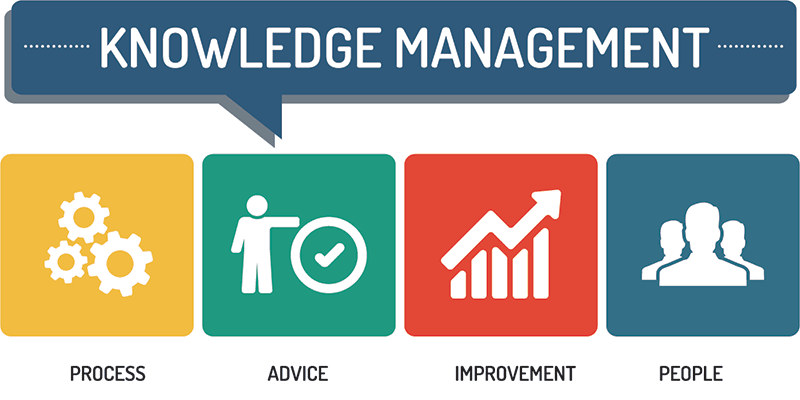 KNOWLEDGE MANAGEMENT
PROCESS
ADVICE
IMPROVEMENT
PEOPLE